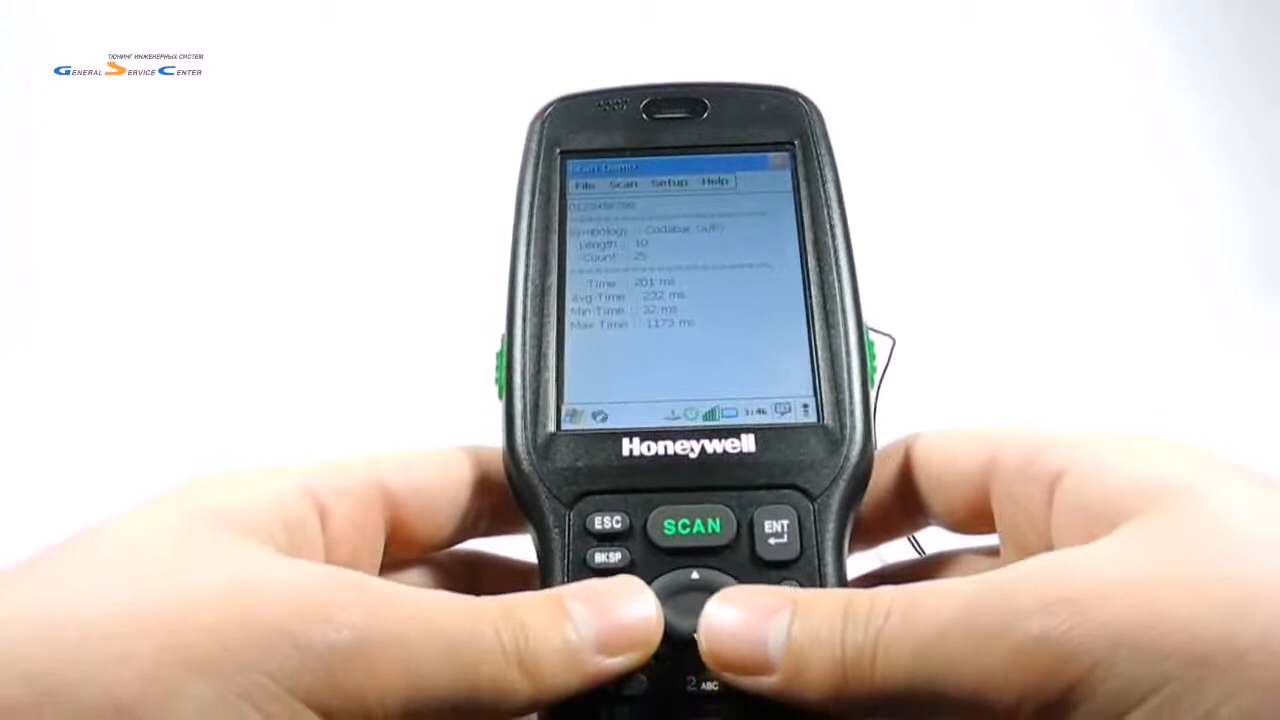 ТЮНИНГ ИНЖЕНЕРНЫХ СИСТЕМ
GENERAL SERVICE CENTER
Scan Demo
File Scan Setup Help
0123456789
Symbology : Codabar (a/F)
Length : 10
Count : 25
Time : 201 ms
Avg Time : 232 ms
Min Time : 32 ms
Max Time : 1173 ms
3:46
Honeywell
ESC
SCAN
ENT
BKSP
2 ABC